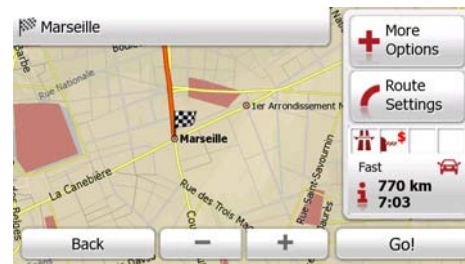 Marseille
More
Options
Route
Settings
Rue Nationale
1er Arrondissement
Marseille
La Canebière
Rue des Trois
Rue Saint-Savournin
$
Fast
770 km
7:03
Back
−
+
Go!